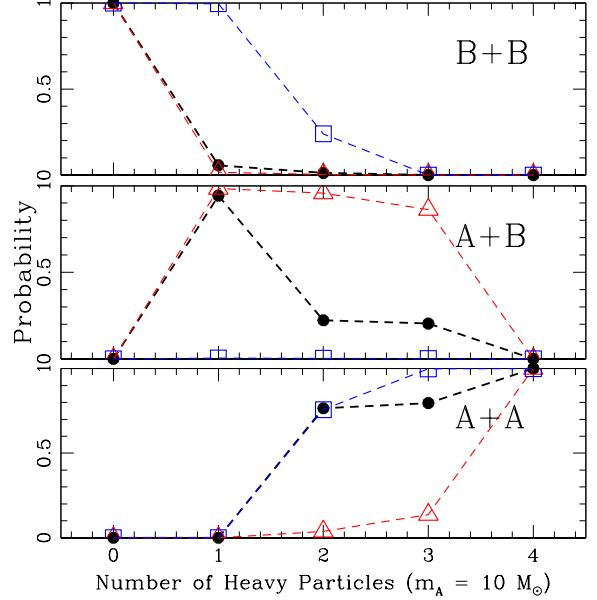 1
B+B
0.5
10
A+B
Probability
0.5
10
A+A
0.5
0
0 1 2 3 4
Number of Heavy Particles (m_A = 10 M_⊙)